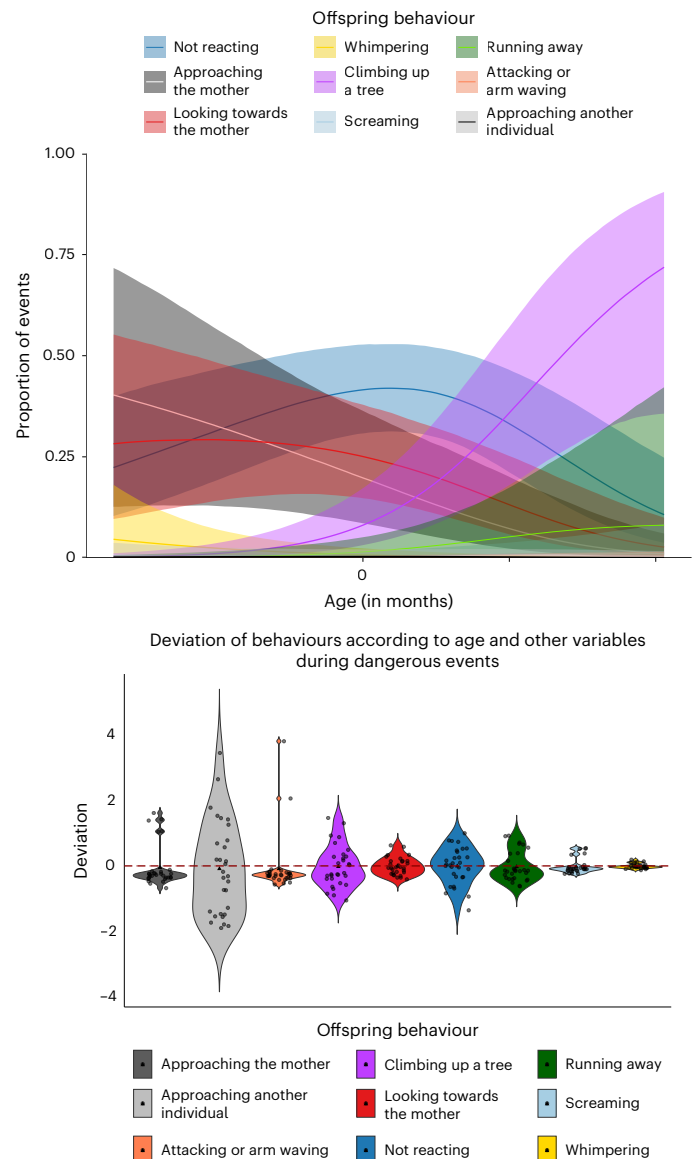 Offspring behaviour
Not reacting
Whimpering
Running away
Approaching
the mother
Climbing up
a tree
Attacking or
arm waving
Looking towards
the mother
Screaming
Approaching another
individual
1.00
0.75
0.50
0.25
0
Proportion of events
0
Age (in months)
Deviation of behaviours according to age and other variables
during dangerous events
4
2
0
–2
–4
Deviation
Offspring behaviour
Approaching the mother
Climbing up a tree
Running away
Approaching another
individual
Looking towards
the mother
Screaming
Attacking or arm waving
Not reacting
Whimpering